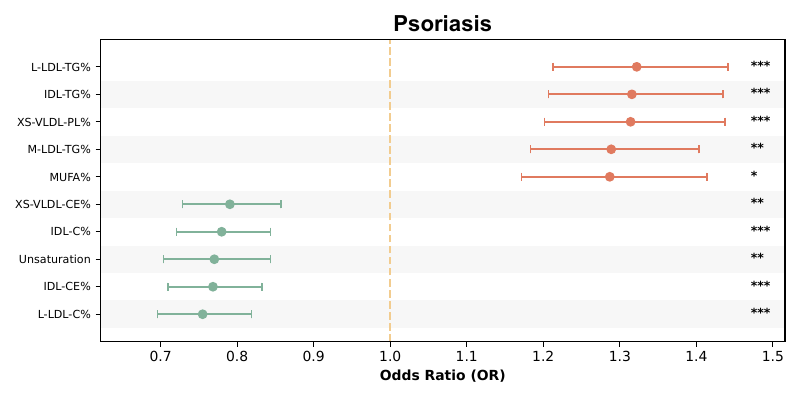 Psoriasis
L-LDL-TG% ***
IDL-TG% ***
XS-VLDL-PL% ***
M-LDL-TG% **
MUFA% *
XS-VLDL-CE% **
IDL-C% ***
Unsaturation **
IDL-CE% ***
L-LDL-C% ***
0.7 0.8 0.9 1.0 1.1 1.2 1.3 1.4 1.5
Odds Ratio (OR)